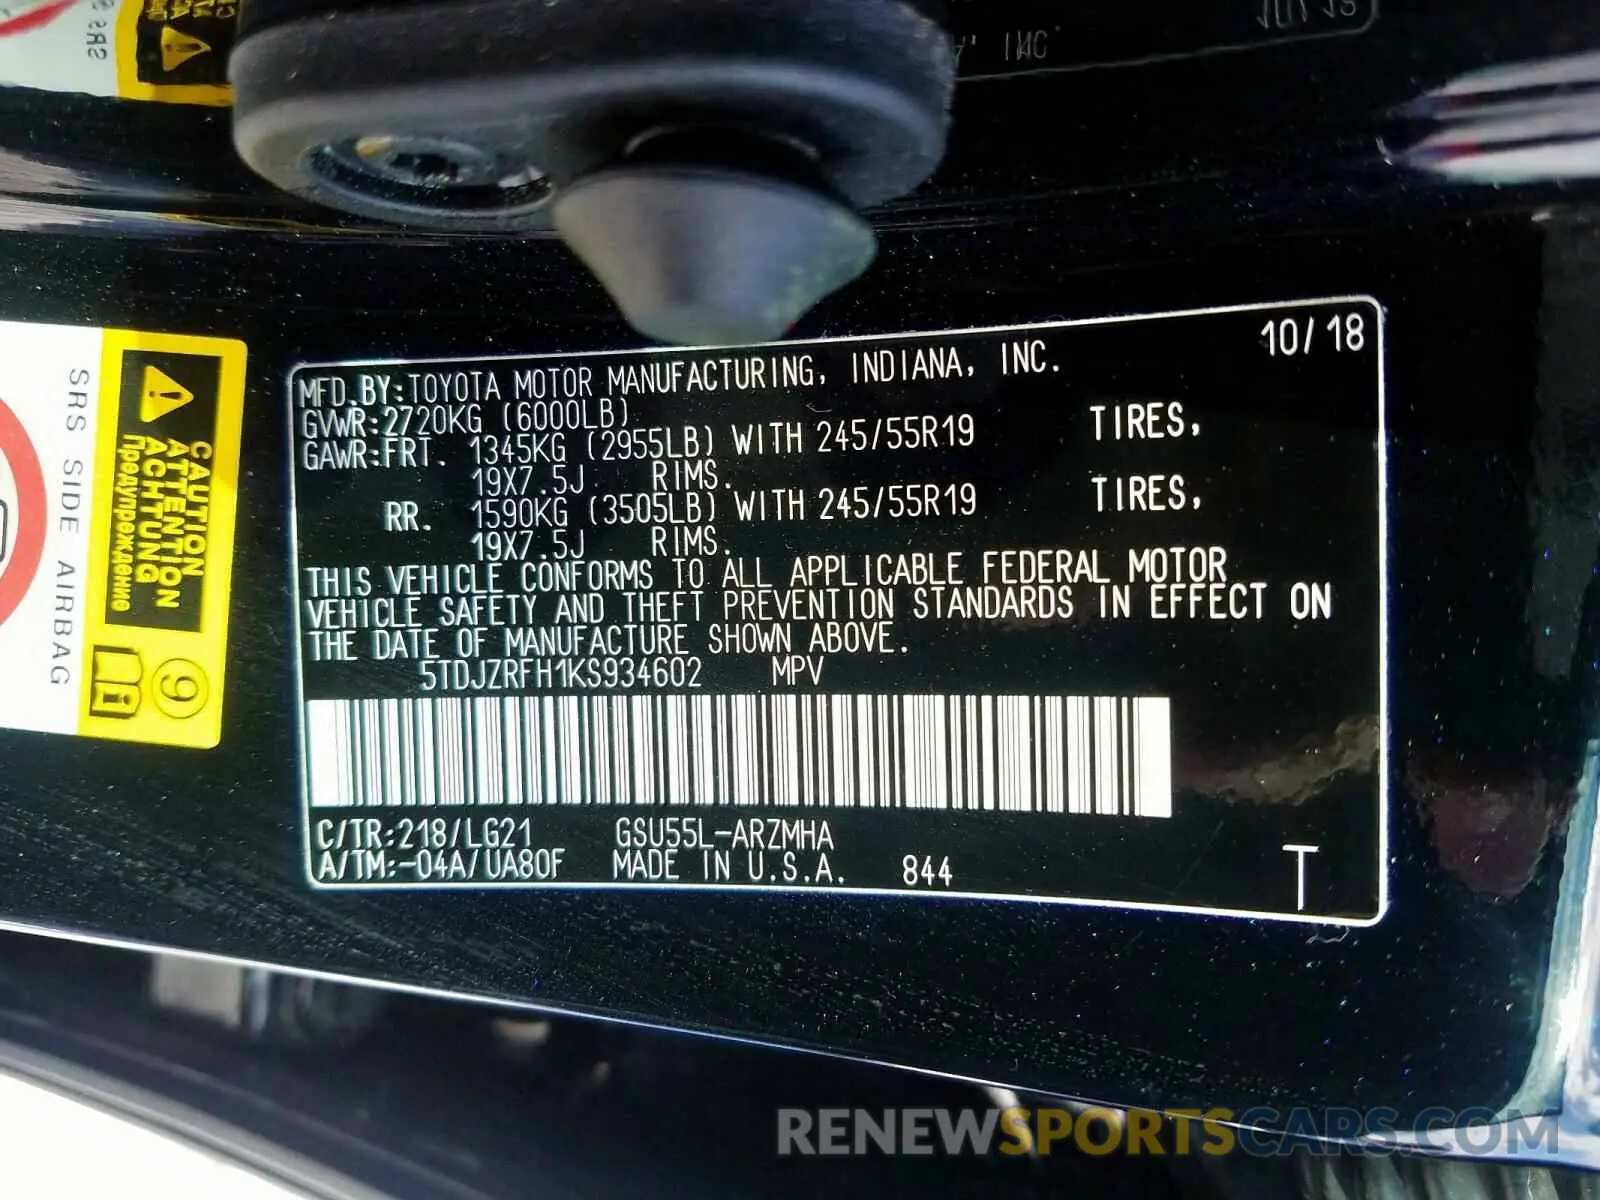 10/18
MFD.BY:TOYOTA MOTOR MANUFACTURING, INDIANA, INC.
GVWR:2720KG (6000LB)
GAWR:FRT. 1345KG (2955LB) WITH 245/55R19 TIRES,
19X7.5J RIMS.
RR. 1590KG (3505LB) WITH 245/55R19 TIRES,
19X7.5J RIMS.
THIS VEHICLE CONFORMS TO ALL APPLICABLE FEDERAL MOTOR
VEHICLE SAFETY AND THEFT PREVENTION STANDARDS IN EFFECT ON
THE DATE OF MANUFACTURE SHOWN ABOVE.
5TDJZRFH1KS934602 MPV
C/TR:218/LG21 GSU55L-ARZMHA
A/TM:-04A/UA80F MADE IN U.S.A. 844
T
CAUTION
ATTENTION
ACHTUNG
Предупреждение
SRS SIDE AIRBAG
9
RENEWSPORTSCARS.COM